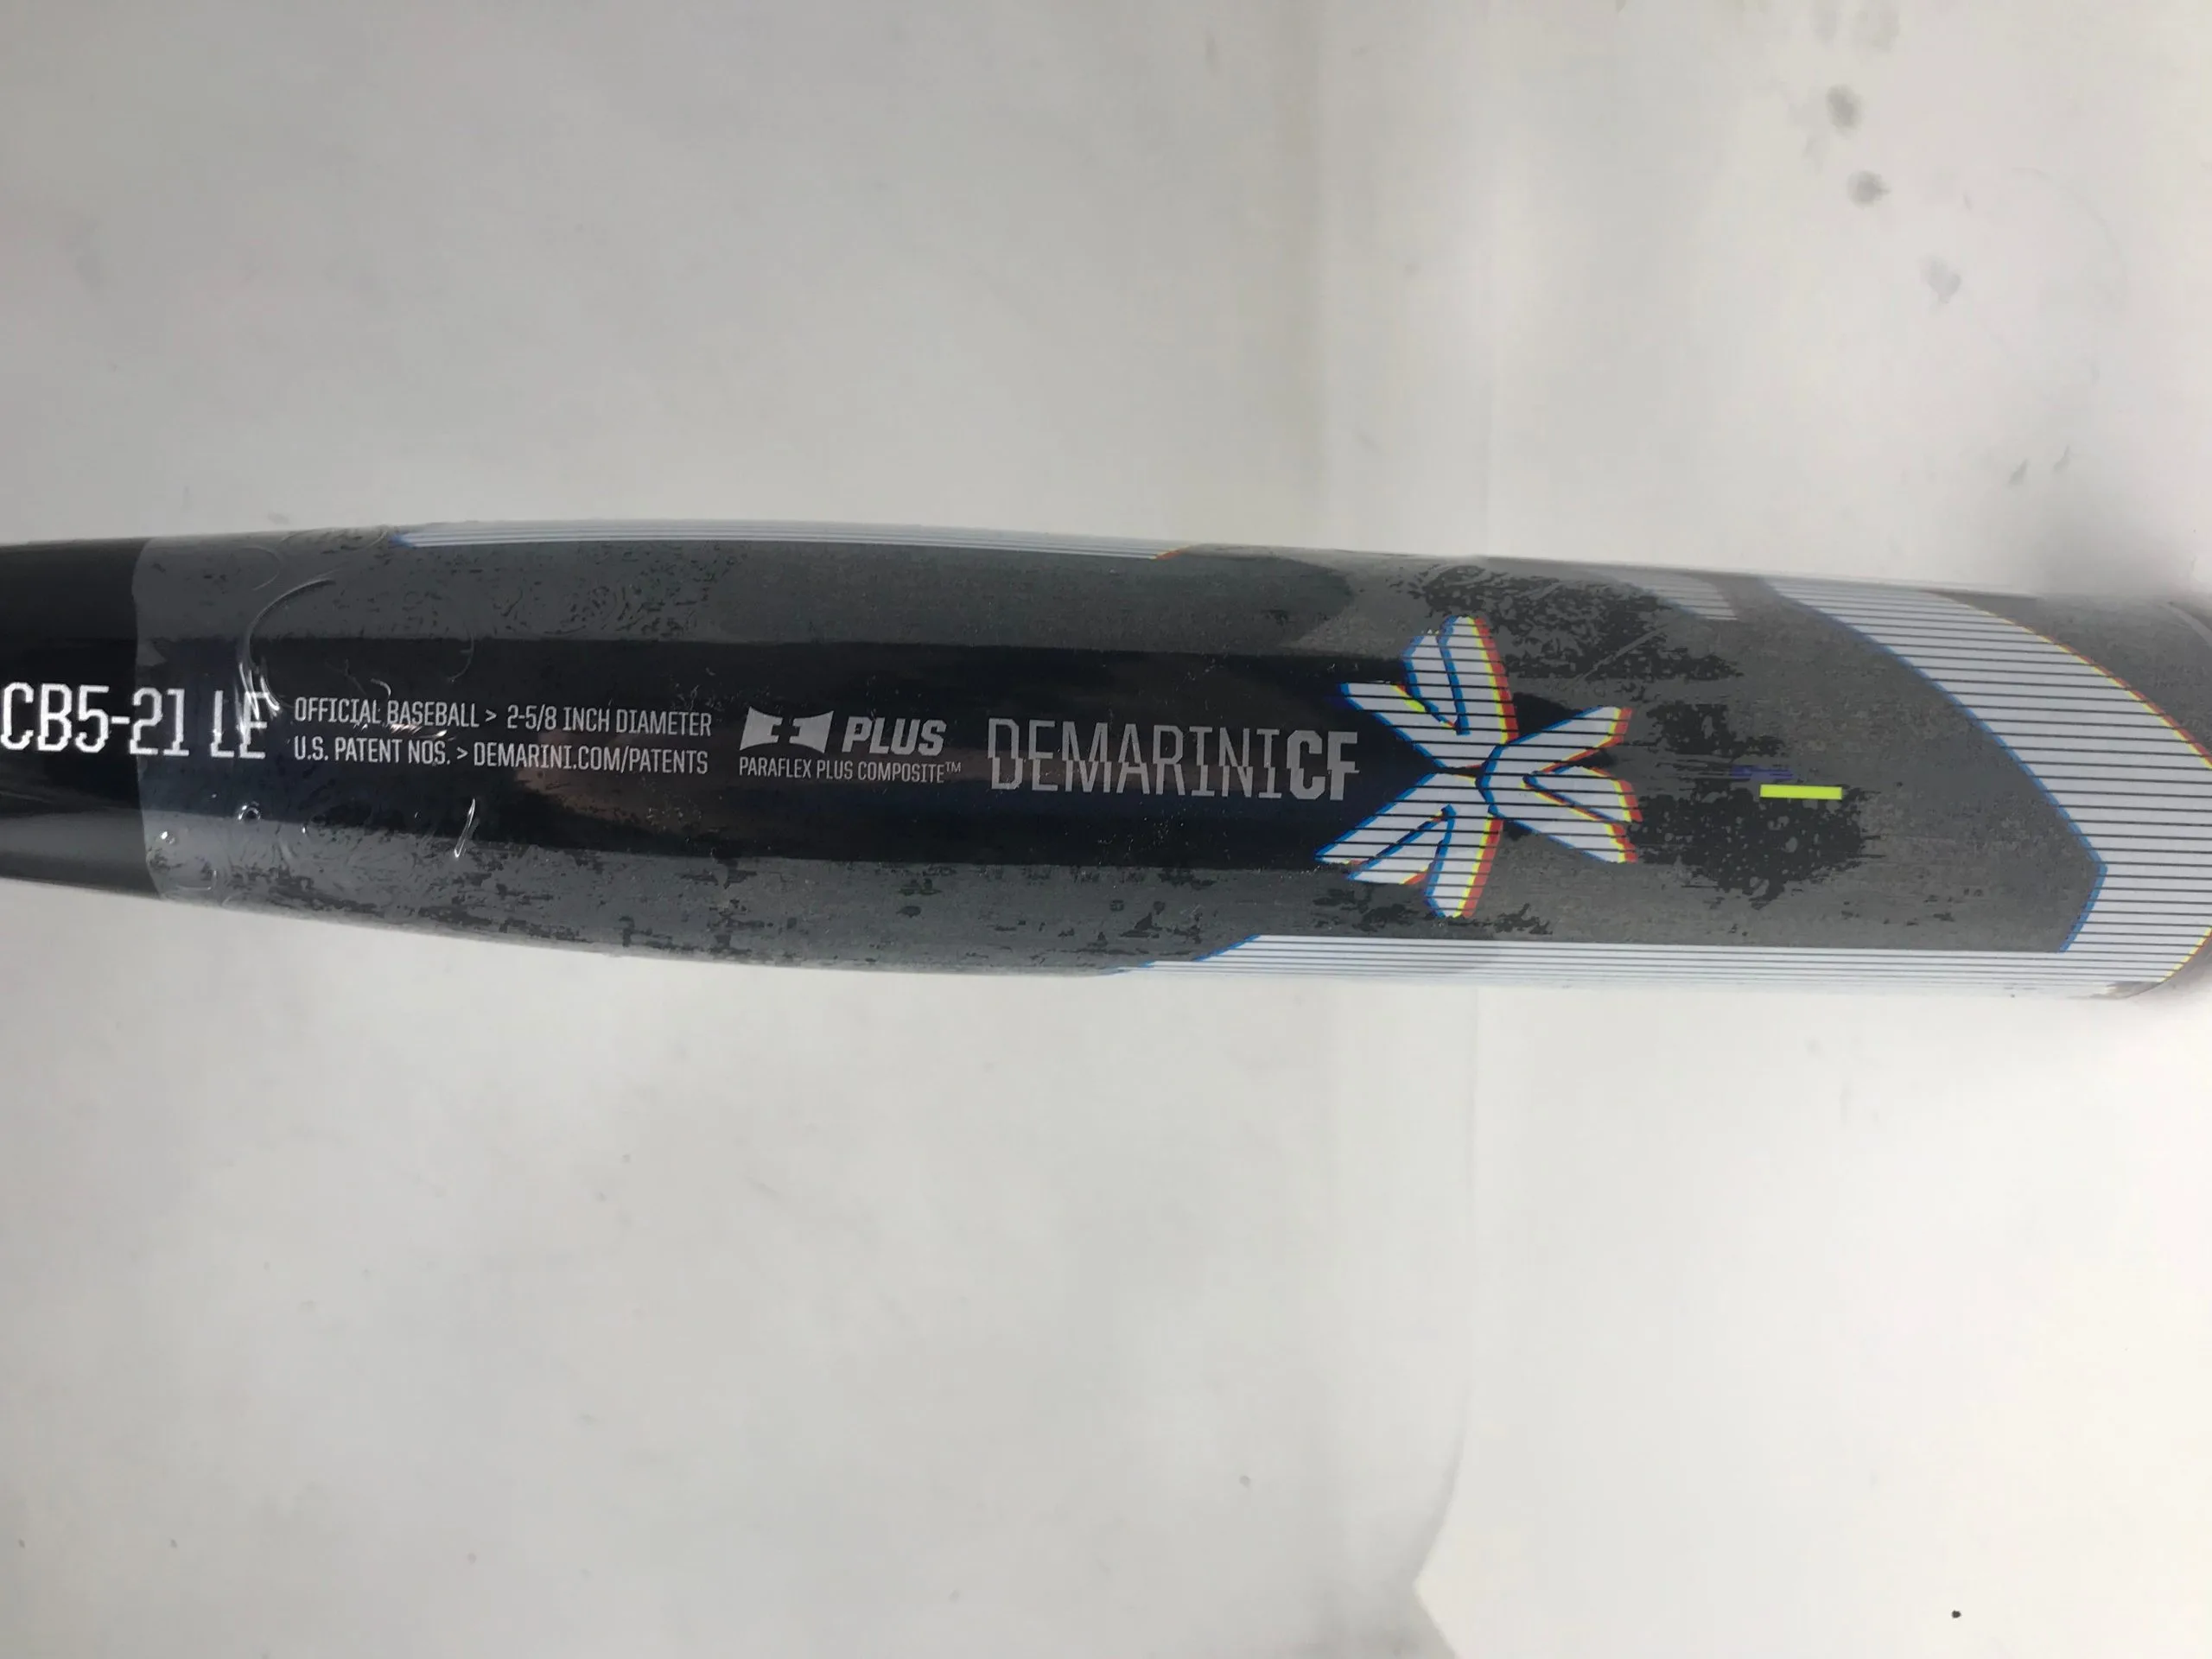 CB5-21 LE
OFFICIAL BASEBALL > 2-5/8 INCH DIAMETER
U.S. PATENT NOS. > DEMARINI.COM/PATENTS
PLUS
PARAFLEX PLUS COMPOSITE™
DEMARINI CF